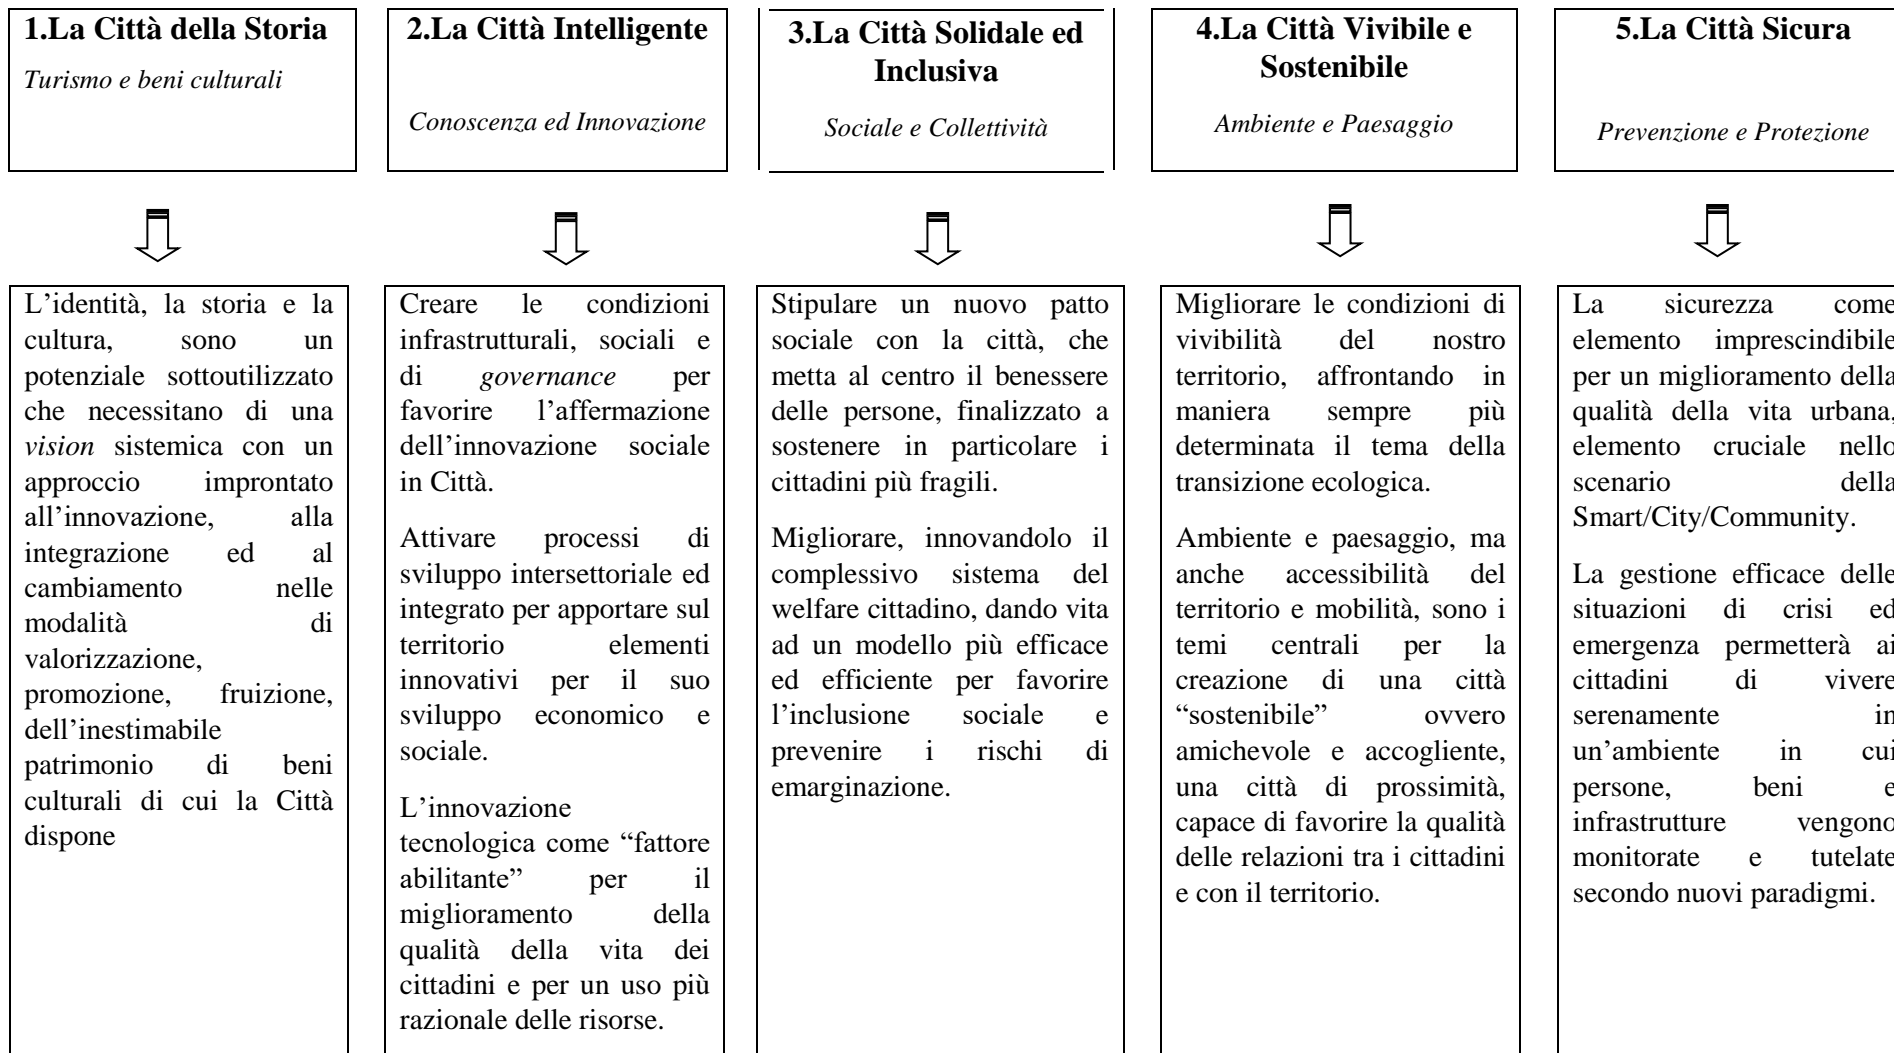 1.La Città della Storia
Turismo e beni culturali
2.La Città Intelligente
Conoscenza ed Innovazione
3.La Città Solidale ed
Inclusiva
Sociale e Collettività
4.La Città Vivibile e
Sostenibile
Ambiente e Paesaggio
5.La Città Sicura
Prevenzione e Protezione
L’identità, la storia e la
cultura, sono un
potenziale sottoutilizzato
che necessitano di una
vision sistemica con un
approccio improntato
all’innovazione, alla
integrazione ed al
cambiamento nelle
modalità di
valorizzazione,
promozione, fruizione,
dell’inestimabile
patrimonio di beni
culturali di cui la Città
dispone
Creare le condizioni
infrastrutturali, sociali e
di governance per
favorire l’affermazione
dell’innovazione sociale
in Città.
Attivare processi di
sviluppo intersettoriale ed
integrato per apportare sul
territorio elementi
innovativi per il suo
sviluppo economico e
sociale.
L’innovazione
tecnologica come “fattore
abilitante” per il
miglioramento della
qualità della vita dei
cittadini e per un uso più
razionale delle risorse.
Stipulare un nuovo patto
sociale con la città, che
metta al centro il benessere
delle persone, finalizzato a
sostenere in particolare i
cittadini più fragili.
Migliorare, innovandolo il
complessivo sistema del
welfare cittadino, dando vita
ad un modello più efficace
ed efficiente per favorire
l’inclusione sociale e
prevenire i rischi di
emarginazione.
Migliorare le condizioni di
vivibilità del nostro
territorio, affrontando in
maniera sempre più
determinata il tema della
transizione ecologica.
Ambiente e paesaggio, ma
anche accessibilità del
territorio e mobilità, sono i
temi centrali per la
creazione di una città
“sostenibile” ovvero
amichevole e accogliente,
una città di prossimità,
capace di favorire la qualità
delle relazioni tra i cittadini
e con il territorio.
La sicurezza come
elemento imprescindibile
per un miglioramento della
qualità della vita urbana,
elemento cruciale nello
scenario della
Smart/City/Community.
La gestione efficace delle
situazioni di crisi ed
emergenza permetterà ai
cittadini di vivere
serenamente in
un’ambiente in cui
persone, beni e
infrastrutture vengono
monitorate e tutelate
secondo nuovi paradigmi.